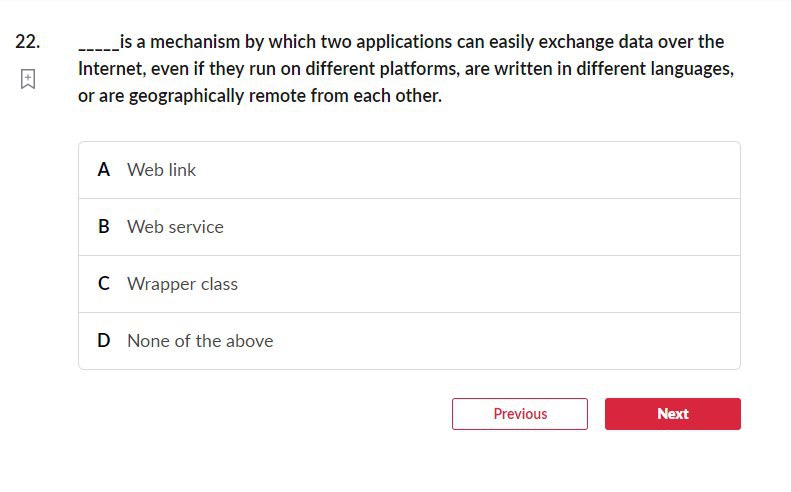 22.
_____is a mechanism by which two applications can easily exchange data over the
Internet, even if they run on different platforms, are written in different languages,
or are geographically remote from each other.
A Web link
B Web service
C Wrapper class
D None of the above
Previous
Next